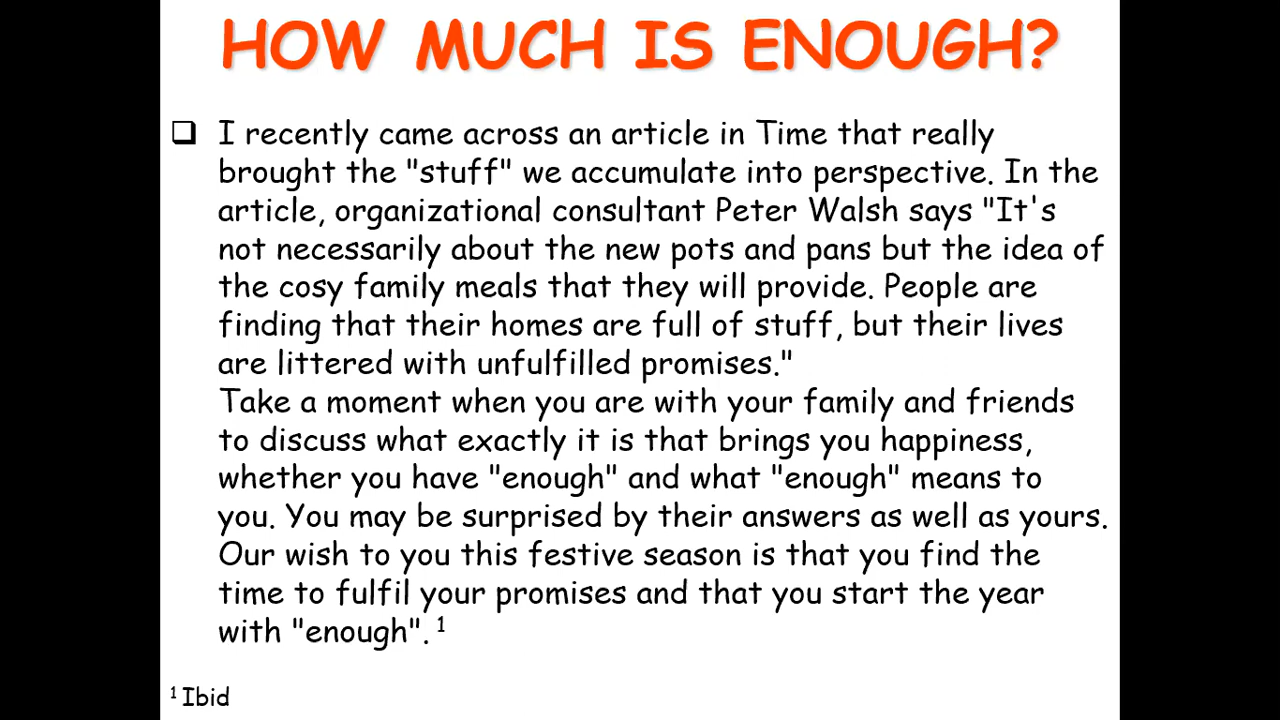 HOW MUCH IS ENOUGH?
❑ I recently came across an article in Time that really
brought the "stuff" we accumulate into perspective. In the
article, organizational consultant Peter Walsh says "It's
not necessarily about the new pots and pans but the idea of
the cosy family meals that they will provide. People are
finding that their homes are full of stuff, but their lives
are littered with unfulfilled promises."
Take a moment when you are with your family and friends
to discuss what exactly it is that brings you happiness,
whether you have "enough" and what "enough" means to
you. You may be surprised by their answers as well as yours.
Our wish to you this festive season is that you find the
time to fulfil your promises and that you start the year
with "enough". ¹
¹ Ibid